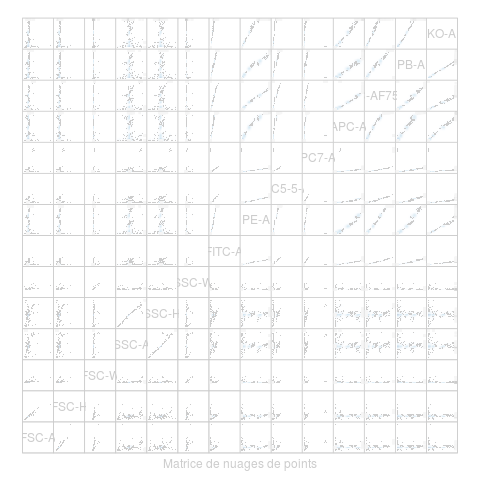 KO-A
PB-A
-AF75
APC-A
PC7-A
C5-5-
PE-A
FITC-A
SSC-W
SSC-H
SSC-A
FSC-W
FSC-H
FSC-A
Matrice de nuages de points